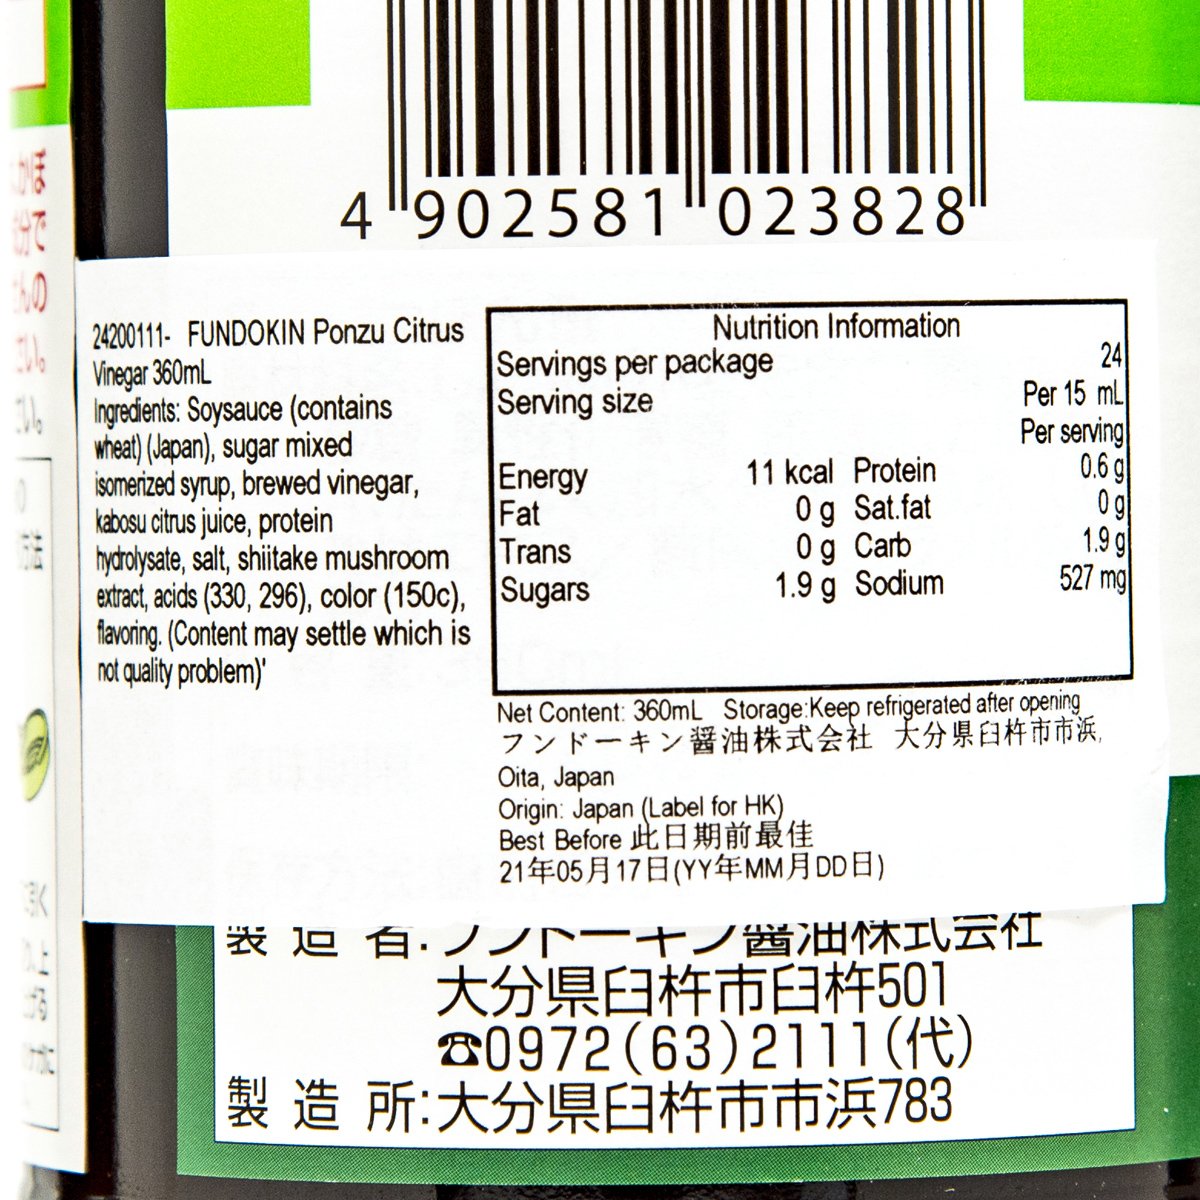 4 902581 023828
24200111- FUNDOKIN Ponzu Citrus
Vinegar 360mL
Ingredients: Soysauce (contains
wheat) (Japan), sugar mixed
isomerized syrup, brewed vinegar,
kabosu citrus juice, protein
hydrolysate, salt, shiitake mushroom
extract, acids (330, 296), color (150c),
flavoring. (Content may settle which is
not quality problem)'
Nutrition Information
Servings per package 24
Serving size Per 15 mL
Per serving
Energy 11 kcal Protein 0.6 g
Fat 0 g Sat.fat 0 g
Trans 0 g Carb 1.9 g
Sugars 1.9 g Sodium 527 mg
Net Content: 360mL Storage:Keep refrigerated after opening
フンドーキン醤油株式会社 大分県臼杵市市浜,
Oita, Japan
Origin: Japan (Label for HK)
Best Before 此日期前最佳
21年05月17日(YY年MM月DD日)
製造者:フンドーキン醤油株式会社
大分県臼杵市臼杵501
☎0972(63)2111(代)
製造所:大分県臼杵市市浜783